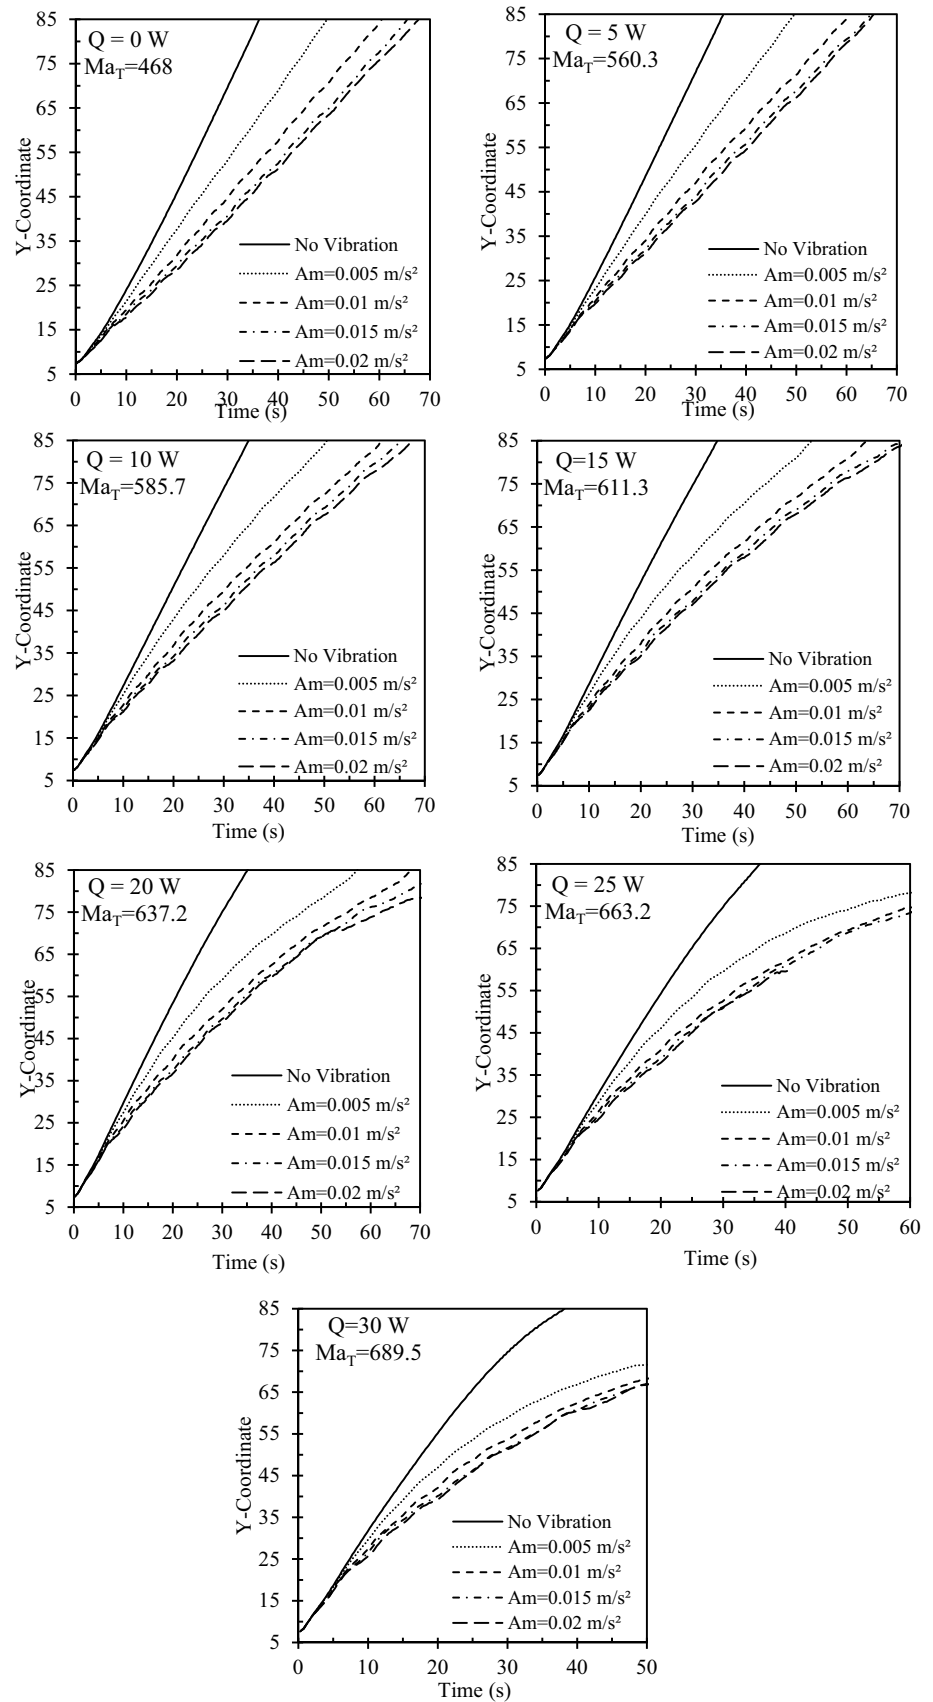 Q = 0 W
Ma_T=468
Y-Coordinate
85
75
65
55
45
35
25
15
5
No Vibration
Am=0.005 m/s²
Am=0.01 m/s²
Am=0.015 m/s²
Am=0.02 m/s²
0 10 20 30 40 50 60 70
Time (s)
Q = 5 W
Ma_T=560.3
Y-Coordinate
85
75
65
55
45
35
25
15
5
No Vibration
Am=0.005 m/s²
Am=0.01 m/s²
Am=0.015 m/s²
Am=0.02 m/s²
0 10 20 30 40 50 60 70
Time (s)
Q = 10 W
Ma_T=585.7
Y-Coordinate
85
75
65
55
45
35
25
15
5
No Vibration
Am=0.005 m/s²
Am=0.01 m/s²
Am=0.015 m/s²
Am=0.02 m/s²
0 10 20 30 40 50 60 70
Time (s)
Q=15 W
Ma_T=611.3
Y-Coordinate
85
75
65
55
45
35
25
15
5
No Vibration
Am=0.005 m/s²
Am=0.01 m/s²
Am=0.015 m/s²
Am=0.02 m/s²
0 10 20 30 40 50 60 70
Time (s)
Q = 20 W
Ma_T=637.2
Y-Coordinate
85
75
65
55
45
35
25
15
5
No Vibration
Am=0.005 m/s²
Am=0.01 m/s²
Am=0.015 m/s²
Am=0.02 m/s²
0 10 20 30 40 50 60 70
Time (s)
Q = 25 W
Ma_T=663.2
Y-Coordinate
85
75
65
55
45
35
25
15
5
No Vibration
Am=0.005 m/s²
Am=0.01 m/s²
Am=0.015 m/s²
Am=0.02 m/s²
0 10 20 30 40 50 60
Time (s)
Q=30 W
Ma_T=689.5
Y-Coordinate
85
75
65
55
45
35
25
15
5
No Vibration
Am=0.005 m/s²
Am=0.01 m/s²
Am=0.015 m/s²
Am=0.02 m/s²
0 10 20 30 40 50
Time (s)